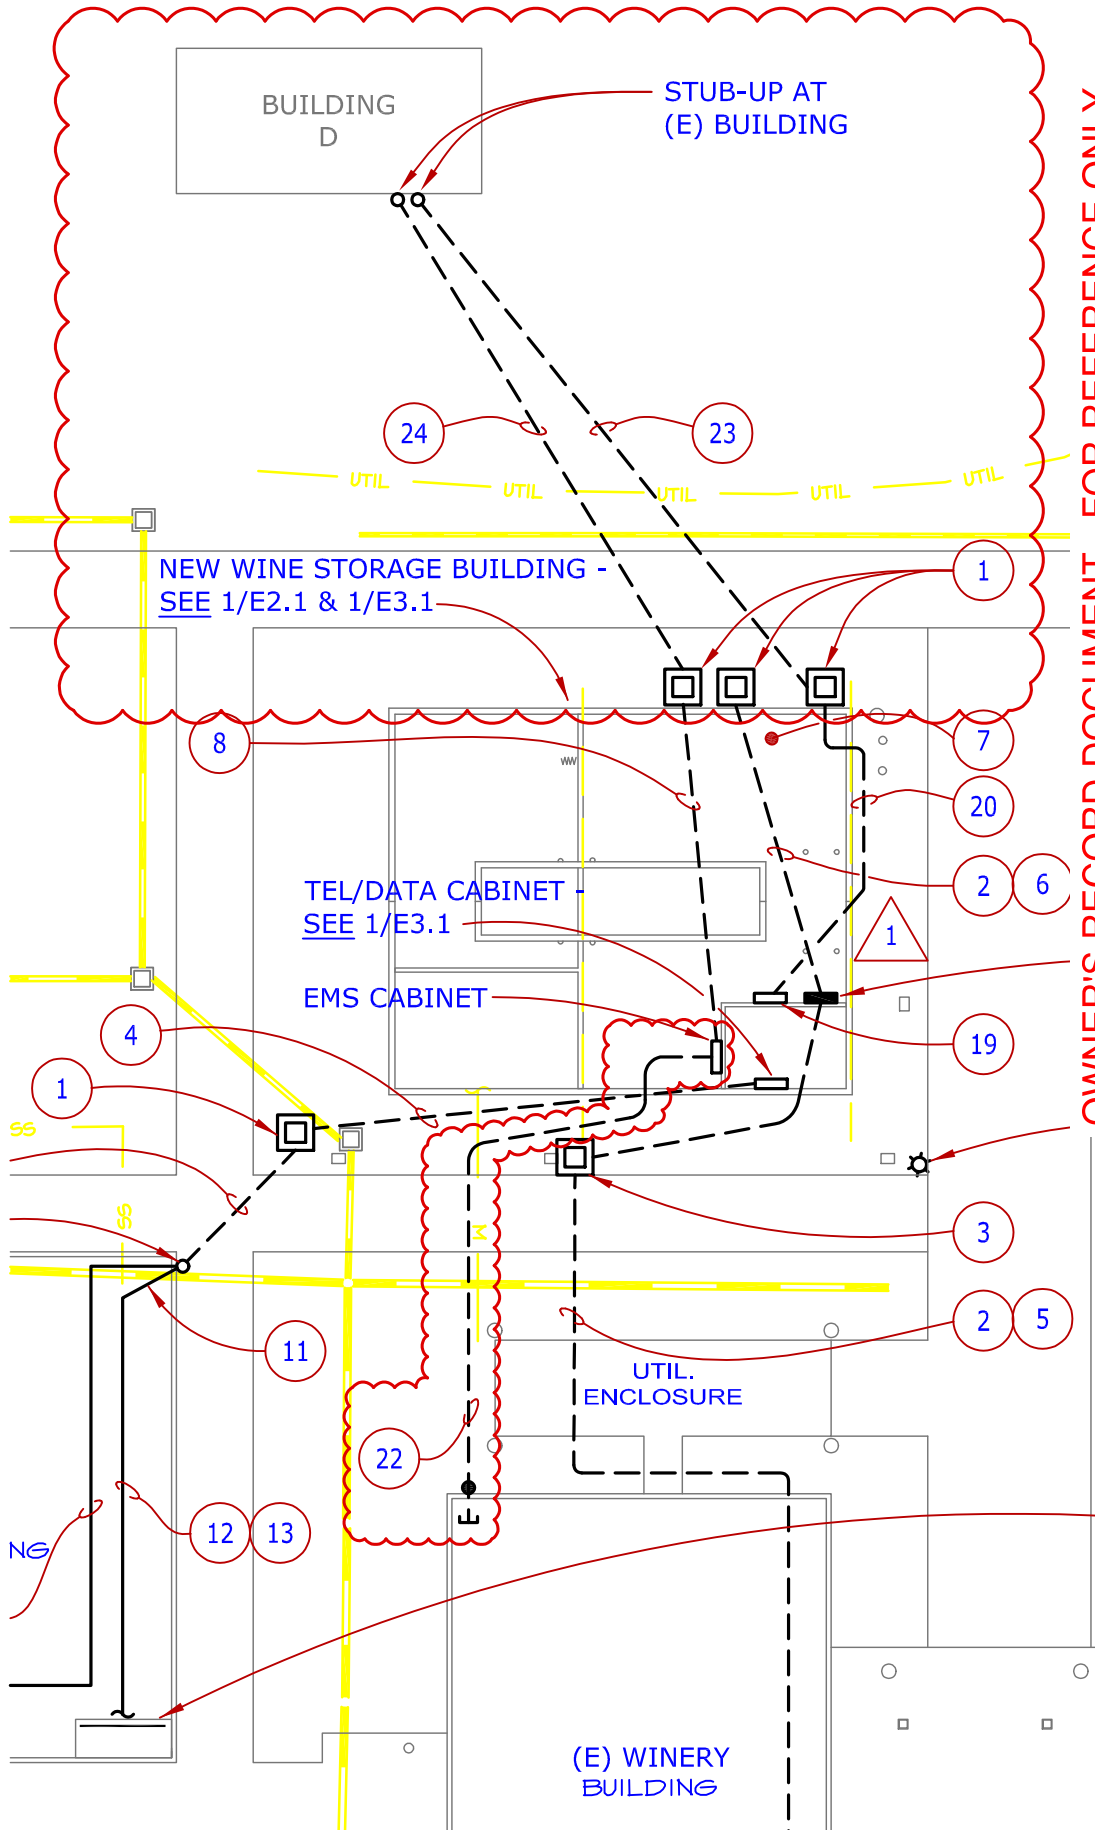 BUILDING
D
STUB-UP AT
(E) BUILDING
24
23
UTIL
UTIL
UTIL
UTIL
UTIL
NEW WINE STORAGE BUILDING -
SEE 1/E2.1 & 1/E3.1
1
8
7
20
TEL/DATA CABINET -
SEE 1/E3.1
2
6
1
EMS CABINET
4
19
1
SS
SS
M
3
2
5
11
UTIL.
ENCLOSURE
22
12
13
NG
(E) WINERY
BUILDING
OWNER'S RECORD DOCUMENT - FOR REFERENCE ONLY